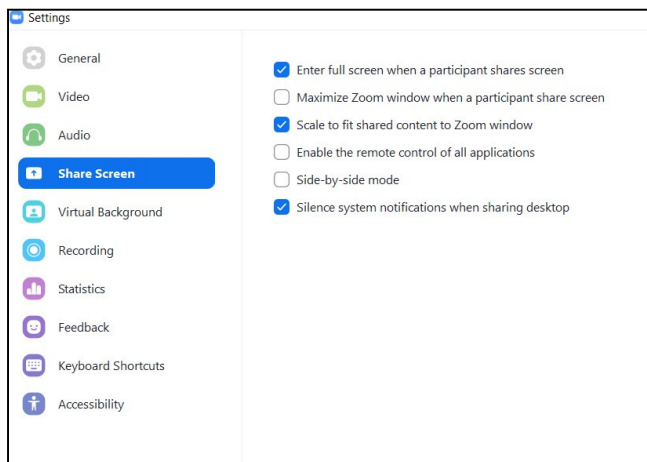 Settings
General
Video
Audio
Share Screen
Virtual Background
Recording
Statistics
Feedback
Keyboard Shortcuts
Accessibility
Enter full screen when a participant shares screen
Maximize Zoom window when a participant share screen
Scale to fit shared content to Zoom window
Enable the remote control of all applications
Side-by-side mode
Silence system notifications when sharing desktop